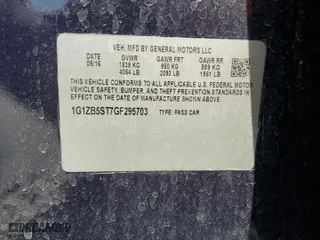 VEH. MFD BY GENERAL MOTORS LLC
DATE GVWR GAWR FRT GAWR RR
05/16 1839 KG 950 KG 889 KG
4054 LB 2093 LB 1961 LB
THIS VEHICLE CONFORMS TO ALL APPLICABLE U.S. FEDERAL MOTOR
VEHICLE SAFETY, BUMPER, AND THEFT PREVENTION STANDARDS IN
EFFECT ON THE DATE OF MANUFACTURE SHOWN ABOVE.
1G1ZB5ST7GF295703 TYPE: PASS CAR